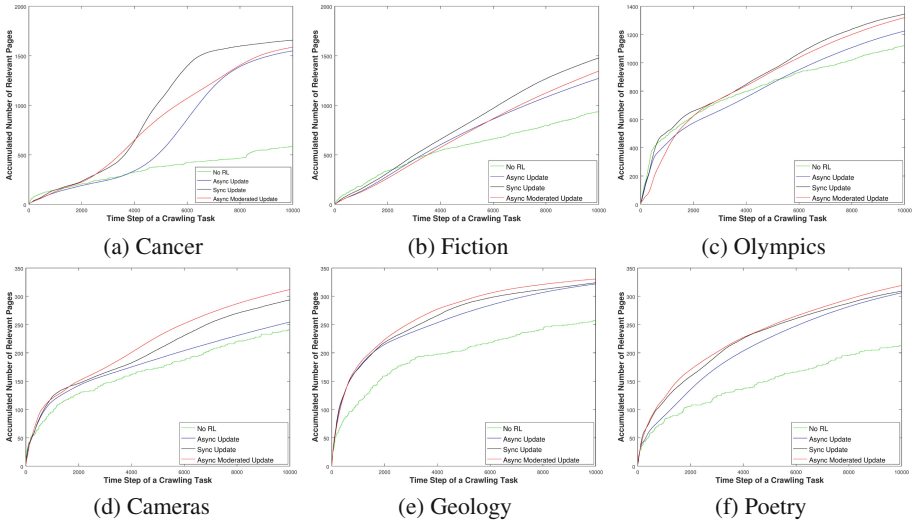 2000
1500
1000
500
0
0 2000 4000 6000 8000 10000
Accumulated Number of Relevant Pages
Time Step of a Crawling Task
No RL
Async Update
Sync Update
Async Moderated Update
(a) Cancer
2000
1500
1000
500
0
0 2000 4000 6000 8000 10000
Accumulated Number of Relevant Pages
Time Step of a Crawling Task
No RL
Async Update
Sync Update
Async Moderated Update
(b) Fiction
1400
1200
1000
800
600
400
200
0
0 2000 4000 6000 8000 10000
Accumulated Number of Relevant Pages
Time Step of a Crawling Task
No RL
Async Update
Sync Update
Async Moderated Update
(c) Olympics
350
300
250
200
150
100
50
0
0 2000 4000 6000 8000 10000
Accumulated Number of Relevant Pages
Time Step of a Crawling Task
No RL
Async Update
Sync Update
Async Moderated Update
(d) Cameras
350
300
250
200
150
100
50
0
0 2000 4000 6000 8000 10000
Accumulated Number of Relevant Pages
Time Step of a Crawling Task
No RL
Async Update
Sync Update
Async Moderated Update
(e) Geology
350
300
250
200
150
100
50
0
0 2000 4000 6000 8000 10000
Accumulated Number of Relevant Pages
Time Step of a Crawling Task
No RL
Async Update
Sync Update
Async Moderated Update
(f) Poetry